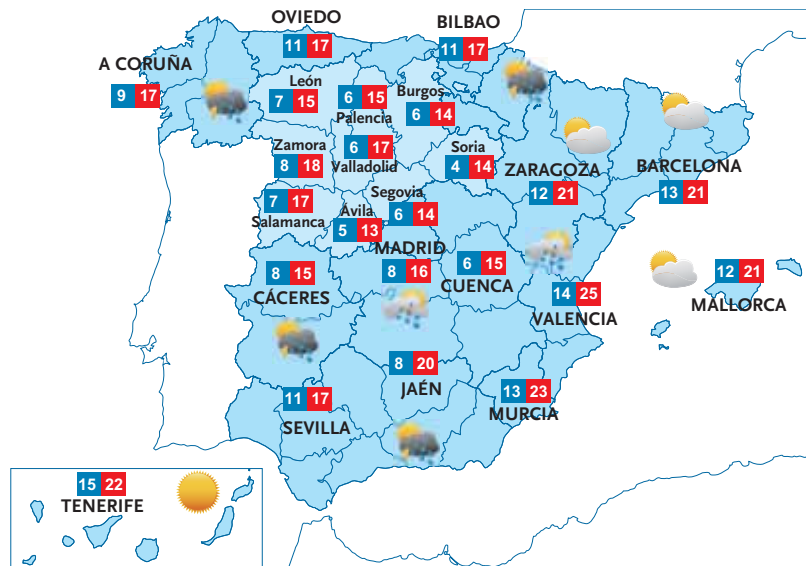 OVIEDO
11 17
BILBAO
11 17
A CORUÑA
9 17
León
7 15
6 15
Palencia
Burgos
6 14
Zamora
8 18
6 17
Valladolid
Soria
4 14
ZARAGOZA
12 21
BARCELONA
13 21
7 17
Salamanca
Ávila
5 13
Segovia
6 14
MADRID
8 16
6 15
CUENCA
8 15
CÁCERES
14 25
VALENCIA
12 21
MALLORCA
8 20
JAÉN
11 17
SEVILLA
13 23
MURCIA
15 22
TENERIFE